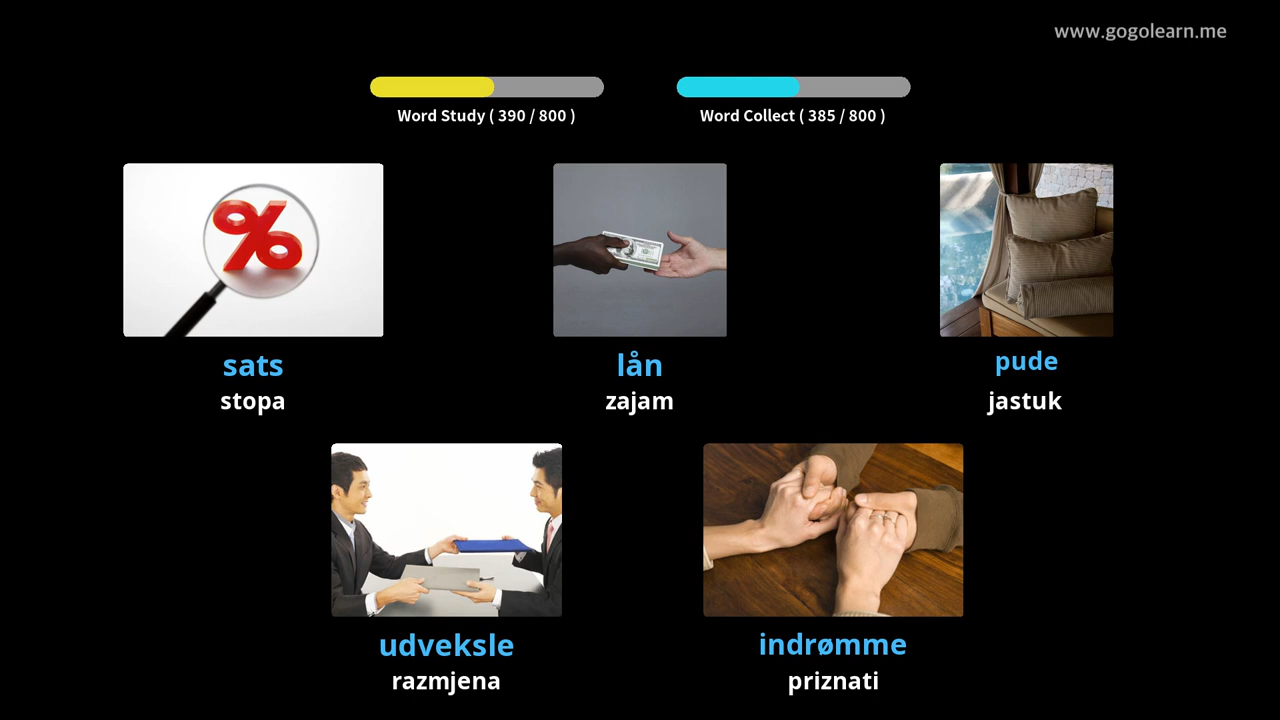 www.gogolearn.me
Word Study ( 390 / 800 )
Word Collect ( 385 / 800 )
%
sats
stopa
lån
zajam
pude
jastuk
udveksle
razmjena
indrømme
priznati